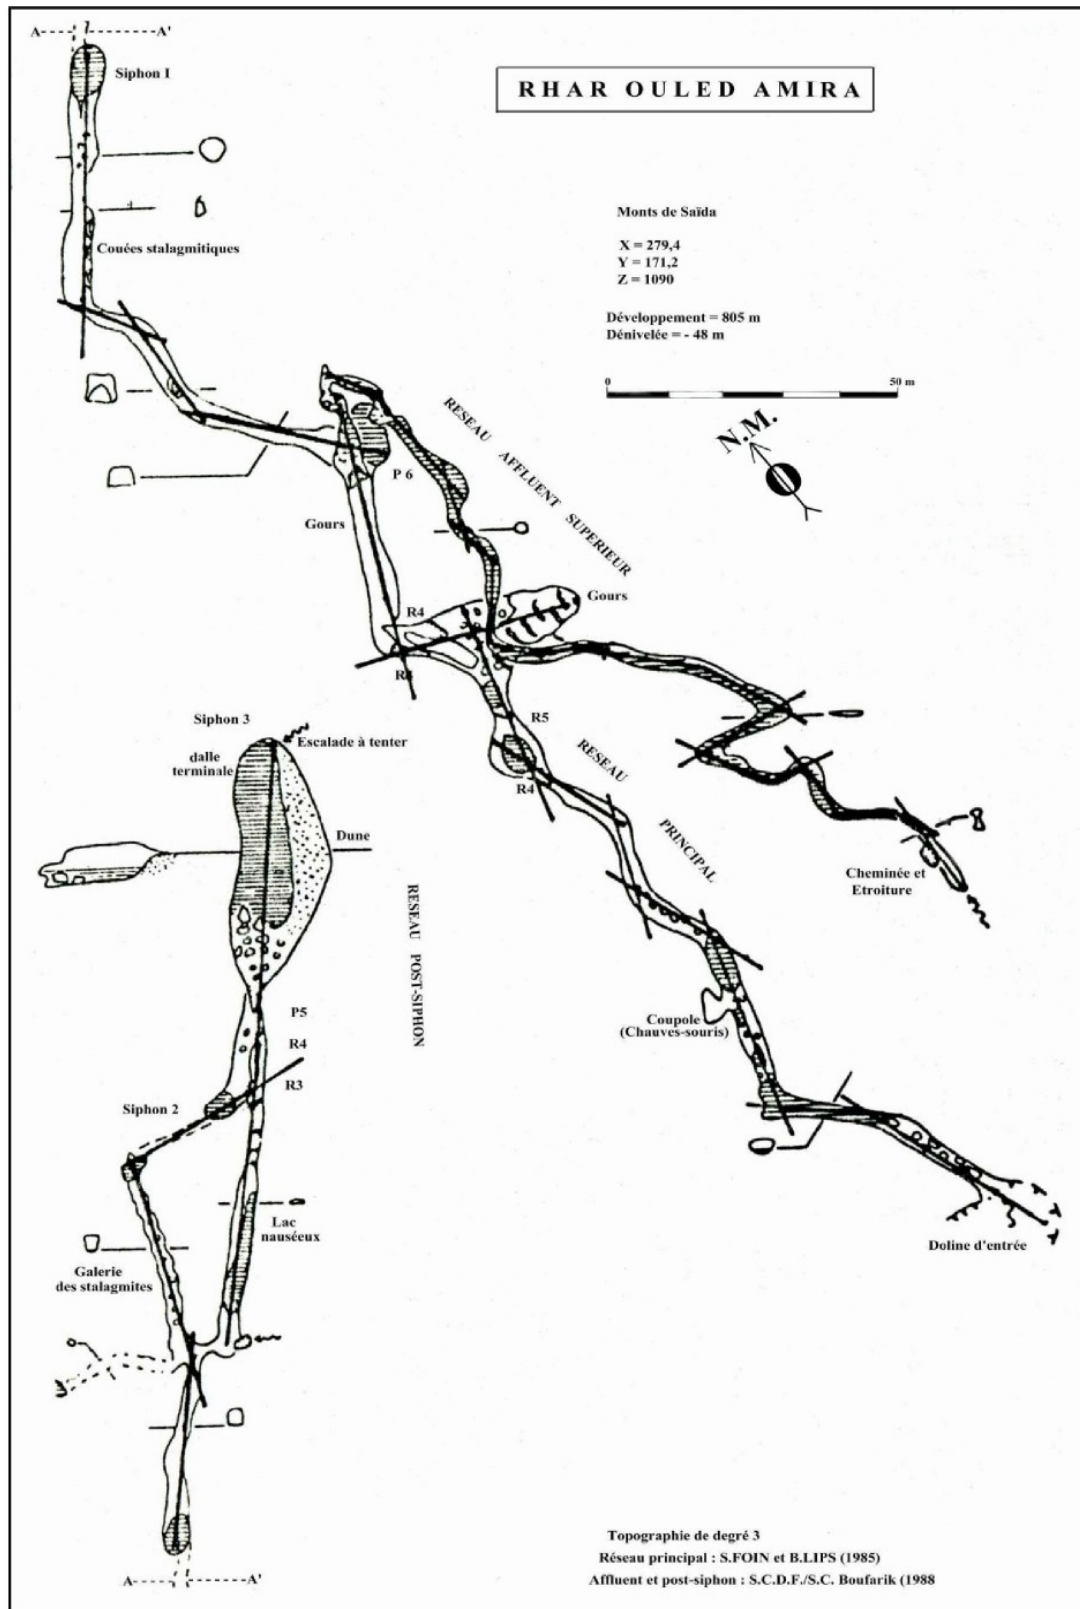 A A'
Siphon I
RHAR OULED AMIRA
Monts de Saïda
X = 279,4
Y = 171,2
Z = 1090
Développement = 805 m
Dénivelée = - 48 m
0 50 m
N.M.
Couées stalagmitiques
RESEAU AFFLUENT SUPERIEUR
P 6
Gours
Gours
R4
R5
R4
RESEAU PRINCIPAL
Siphon 3
Escalade à tenter
dalle
terminale
Dune
Cheminée et
Etroiture
RESEAU POST-SIPHON
Coupole
(Chauves-souris)
P5
R4
R3
Siphon 2
Lac
nauséeux
Doline d'entrée
Galerie
des stalagmites
A A'
Topographie de degré 3
Réseau principal : S.FOIN et B.LIPS (1985)
Affluent et post-siphon : S.C.D.F./S.C. Boufarik (1988